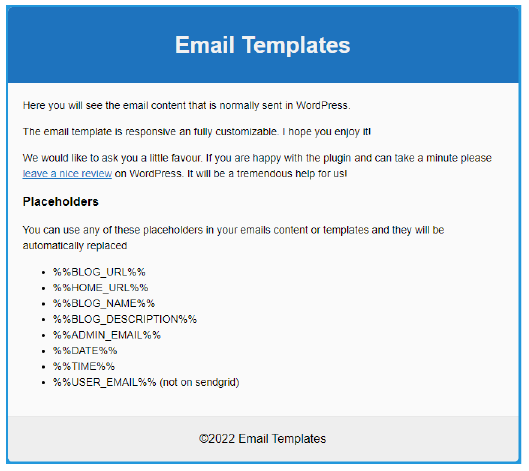 Email Templates
Here you will see the email content that is normally sent in WordPress.
The email template is responsive an fully customizable. I hope you enjoy it!
We would like to ask you a little favour. If you are happy with the plugin and can take a minute please
leave a nice review on WordPress. It will be a tremendous help for us!
Placeholders
You can use any of these placeholders in your emails content or templates and they will be
automatically replaced
• %%BLOG_URL%%
• %%HOME_URL%%
• %%BLOG_NAME%%
• %%BLOG_DESCRIPTION%%
• %%ADMIN_EMAIL%%
• %%DATE%%
• %%TIME%%
• %%USER_EMAIL%% (not on sendgrid)
©2022 Email Templates